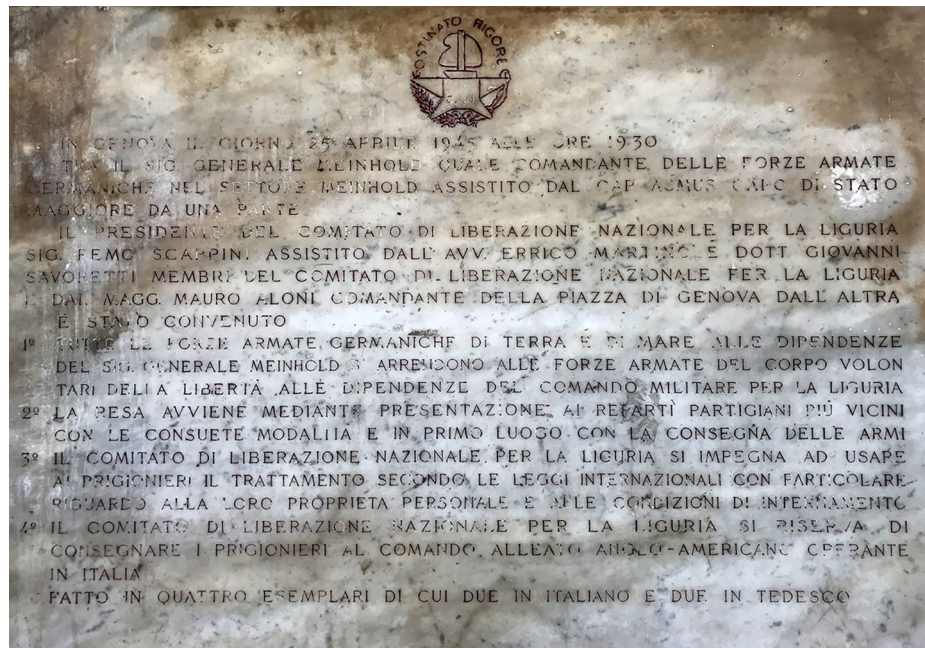 OSTINATO RIGORE
IN GENOVA IL GIORNO 25 APRILE 1945 ALLE ORE 1930
TRA IL SIG. GENERALE MEINHOLD QUALE COMANDANTE DELLE FORZE ARMATE
GERMANICHE NEL SETTORE MEINHOLD ASSISTITO DAL CAP ASMUS CAPO DI STATO
MAGGIORE DA UNA PARTE
IL PRESIDENTE DEL COMITATO DI LIBERAZIONE NAZIONALE PER LA LIGURIA
SIG. REMO SCAPPINI ASSISTITO DALL'AVV. ERRICO MARTINO E DOTT GIOVANNI
SAVORETTI MEMBRI DEL COMITATO DI LIBERAZIONE NAZIONALE PER LA LIGURIA
E DAL MAGG. MAURO ALONI COMANDANTE DELLA PIAZZA DI GENOVA DALL'ALTRA
È STATO CONVENUTO
1º TUTTE LE FORZE ARMATE GERMANICHE DI TERRA E DI MARE ALLE DIPENDENZE
DEL SIG. GENERALE MEINHOLD SI ARRENDONO ALLE FORZE ARMATE DEL CORPO VOLON
TARI DELLA LIBERTÀ ALLE DIPENDENZE DEL COMANDO MILITARE PER LA LIGURIA
2º LA RESA AVVIENE MEDIANTE PRESENTAZIONE AI REPARTI PARTIGIANI PIÙ VICINI
CON LE CONSUETE MODALITÀ E IN PRIMO LUOGO CON LA CONSEGNA DELLE ARMI
3º IL COMITATO DI LIBERAZIONE NAZIONALE PER LA LIGURIA SI IMPEGNA AD USARE
AI PRIGIONIERI IL TRATTAMENTO SECONDO LE LEGGI INTERNAZIONALI CON PARTICOLARE
RIGUARDO ALLA LORO PROPRIETÀ PERSONALE E ALLE CONDIZIONI DI INTERNAMENTO
4º IL COMITATO DI LIBERAZIONE NAZIONALE PER LA LIGURIA SI RISERVA DI
CONSEGNARE I PRIGIONIERI AL COMANDO ALLEATO ANGLO-AMERICANO OPERANTE
IN ITALIA
FATTO IN QUATTRO ESEMPLARI DI CUI DUE IN ITALIANO E DUE IN TEDESCO